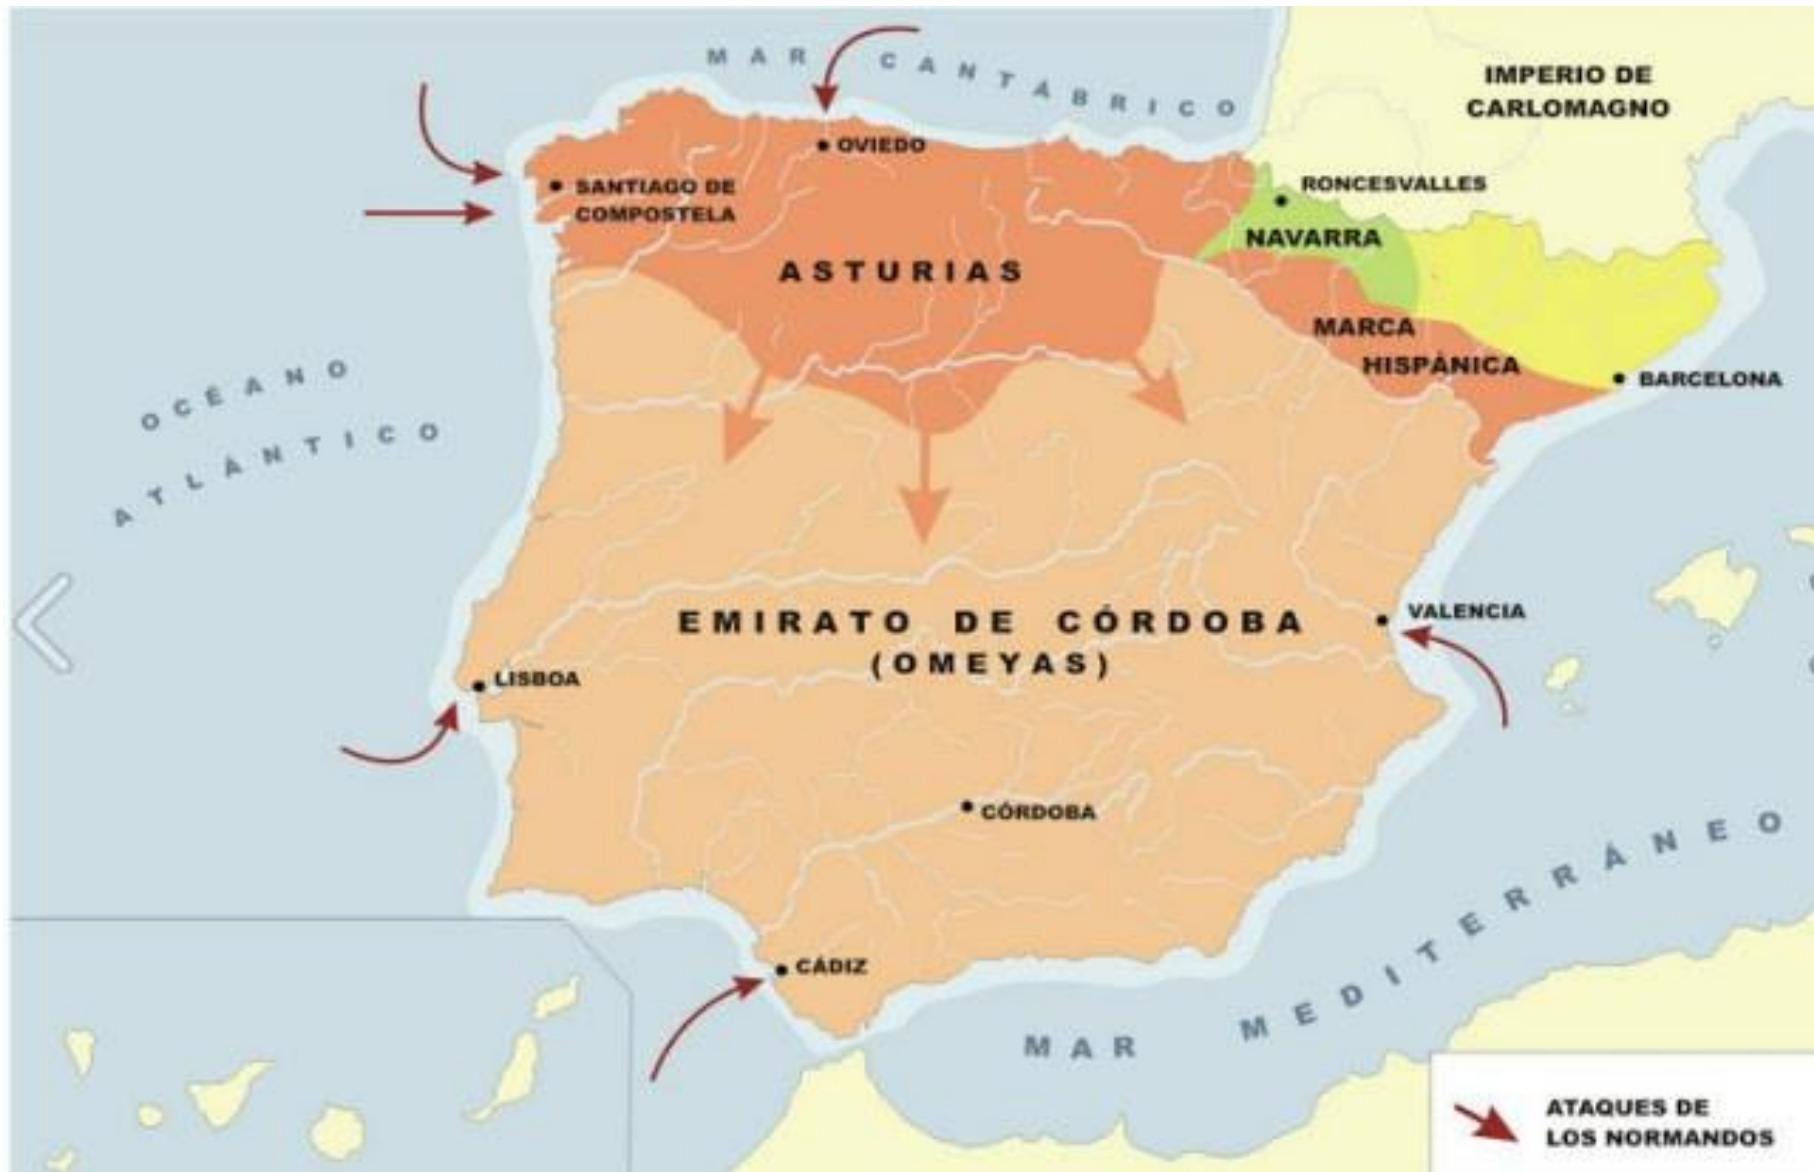 MAR CANTÁBRICO
IMPERIO DE
CARLOMAGNO
OVIEDO
SANTIAGO DE
COMPOSTELA
RONCESVALLES
NAVARRA
ASTURIAS
MARCA
HISPÁNICA
BARCELONA
OCÉANO
ATLÁNTICO
EMIRATO DE CÓRDOBA
(OMEYAS)
VALENCIA
LISBOA
CÓRDOBA
CÁDIZ
MAR MEDITERRÁNEO
ATAQUES DE
LOS NORMANDOS